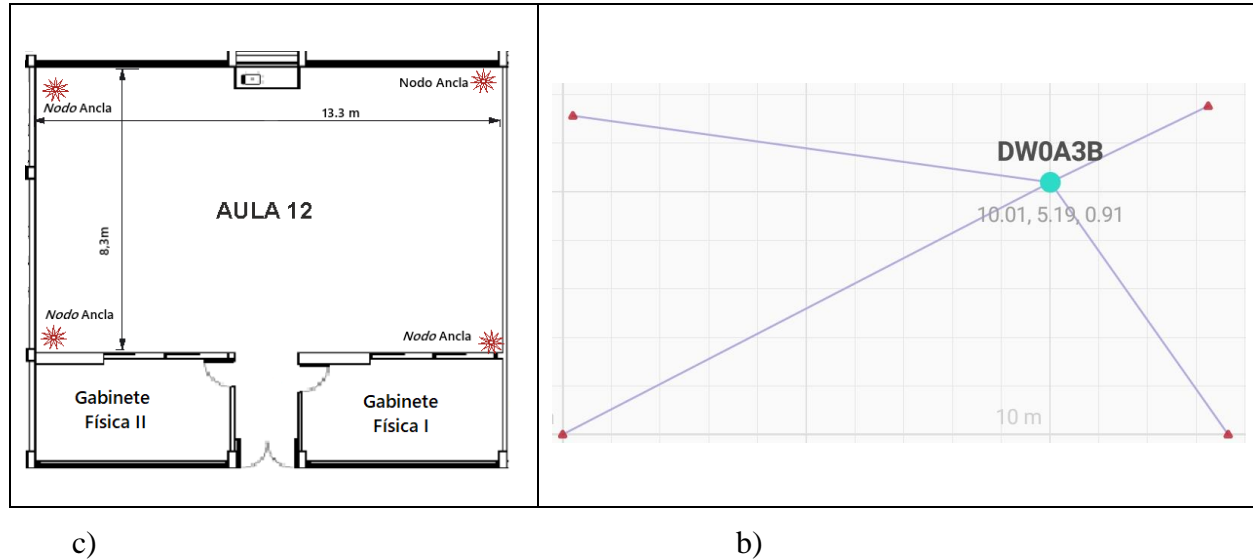 Nodo Ancla
Nodo Ancla
13.3 m
AULA 12
8.3m
Nodo Ancla
Nodo Ancla
Gabinete
Física II
Gabinete
Física I
DW0A3B
10.01, 5.19, 0.91
10 m
c)
b)